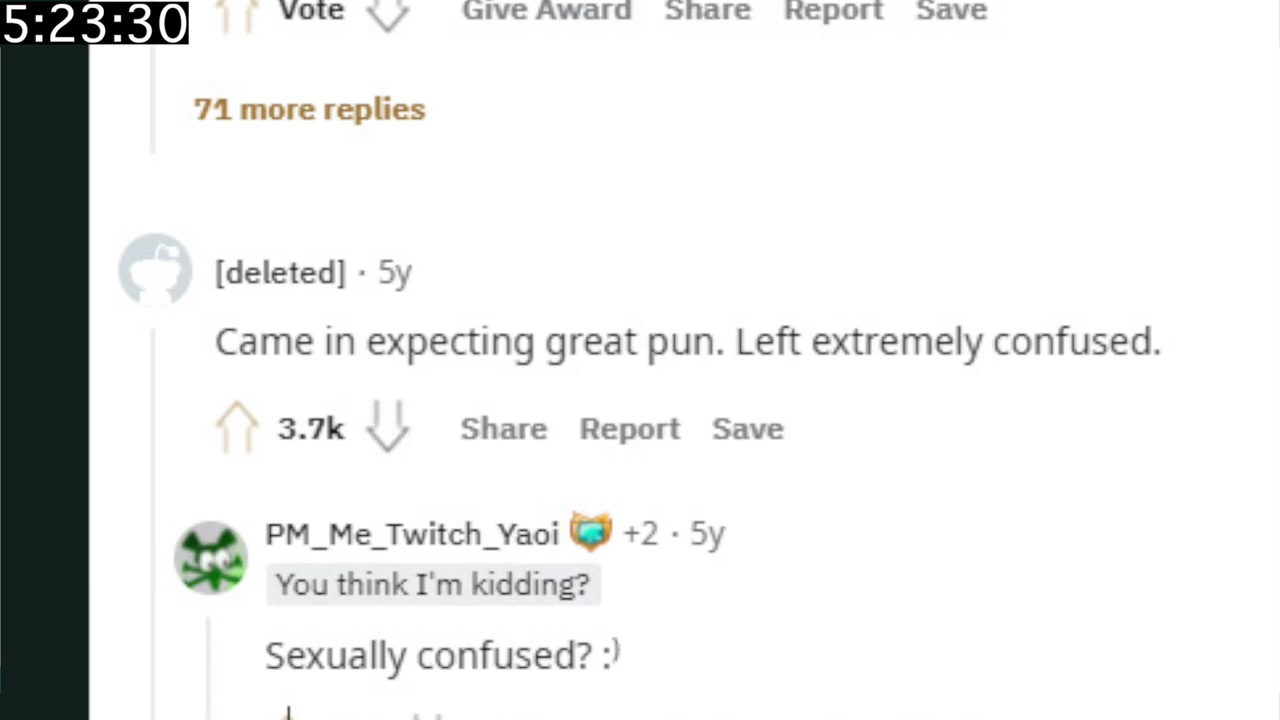 5:23:30
Vote Give Award Share Report Save
71 more replies
[deleted] · 5y
Came in expecting great pun. Left extremely confused.
3.7k Share Report Save
PM_Me_Twitch_Yaoi +2 · 5y
You think I'm kidding?
Sexually confused? :)